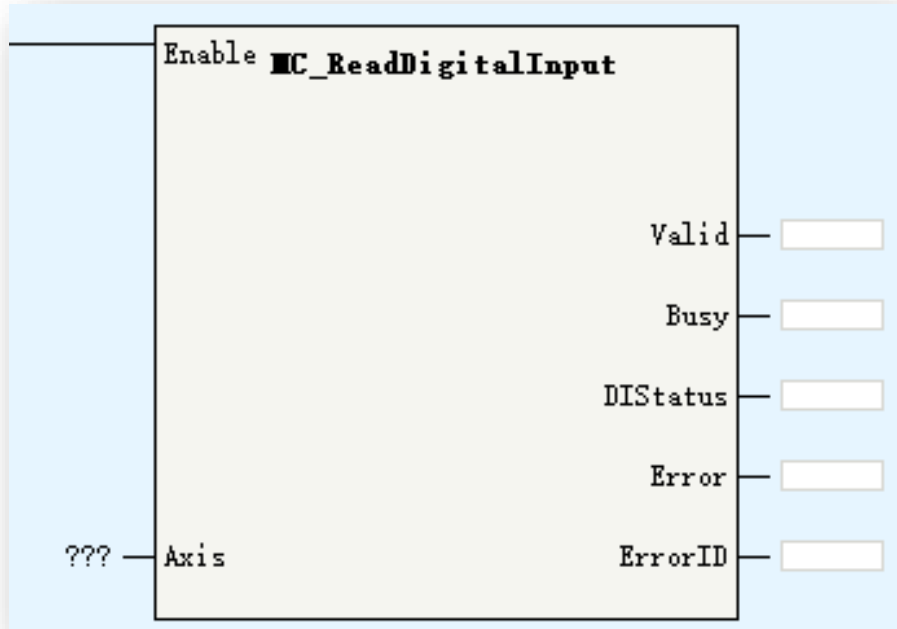 Enable MC_ReadDigitalInput
Valid
Busy
DIStatus
Error
??? Axis ErrorID